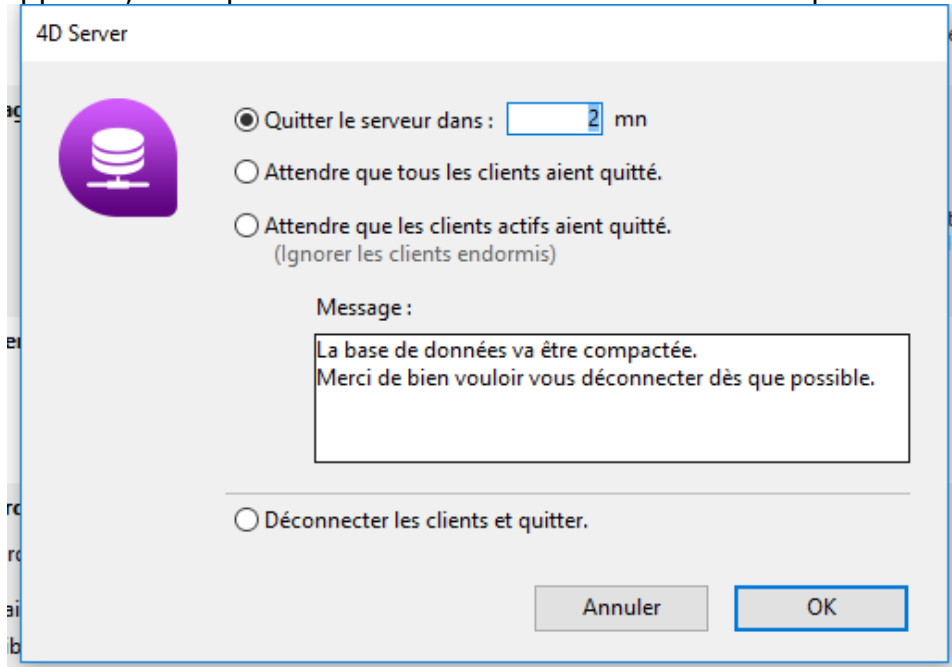 4D Server
Quitter le serveur dans : 2 mn
Attendre que tous les clients aient quitté.
Attendre que les clients actifs aient quitté.
(Ignorer les clients endormis)
Message :
La base de données va être compactée.
Merci de bien vouloir vous déconnecter dès que possible.
Déconnecter les clients et quitter.
Annuler
OK